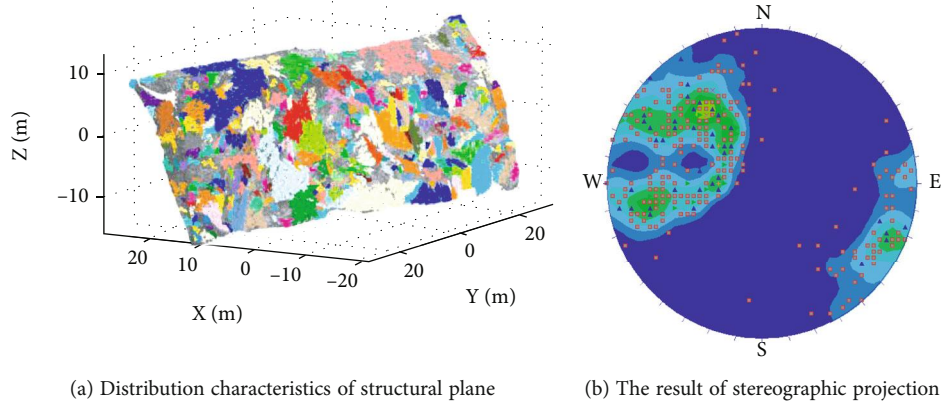 10
0
−10
Z (m)
20
10
0
−10
−20
X (m)
20
0
20
Y (m)
(a) Distribution characteristics of structural plane
N
W
E
S
(b) The result of stereographic projection